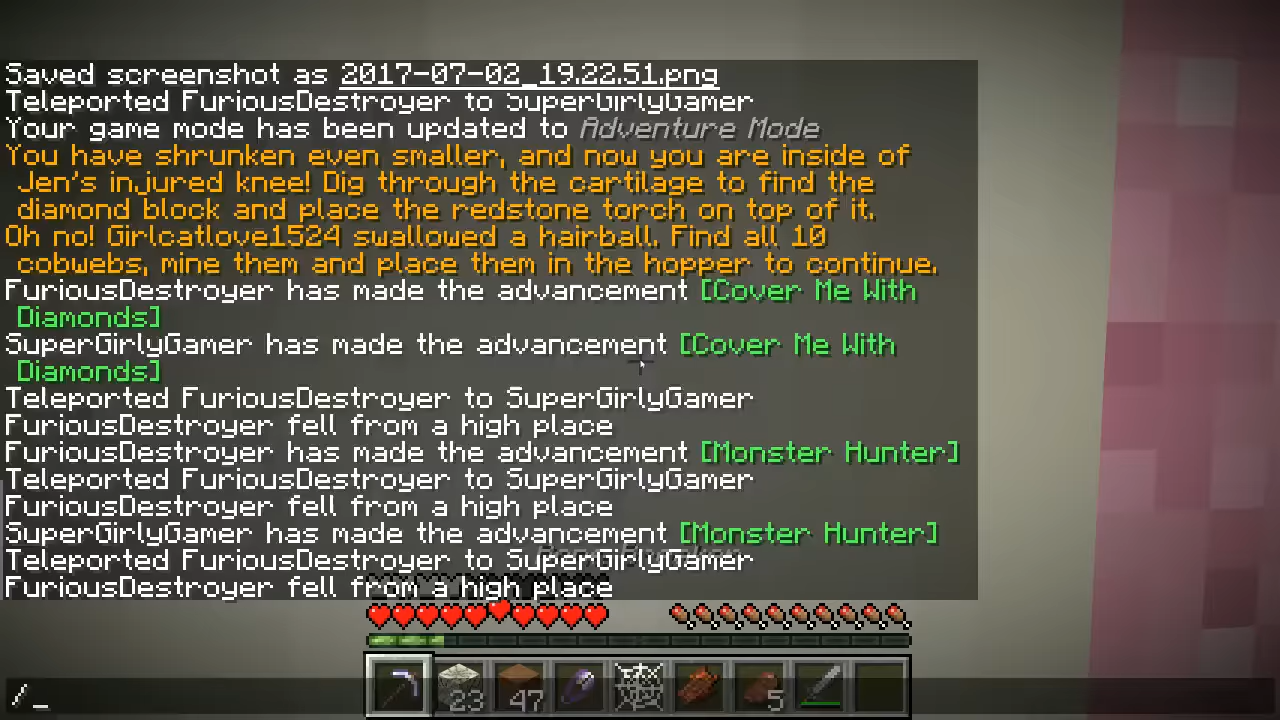 Saved screenshot as 2017-07-02_19.22.51.png
Teleported FuriousDestroyer to SuperGirlyGamer
Your game mode has been updated to Adventure Mode
You have shrunken even smaller, and now you are inside of
Jen's injured knee! Dig through the cartilage to find the
diamond block and place the redstone torch on top of it.
Oh no! Girlcatlove1524 swallowed a hairball. Find all 10
cobwebs, mine them and place them in the hopper to continue.
FuriousDestroyer has made the advancement [Cover Me With
Diamonds]
SuperGirlyGamer has made the advancement [Cover Me With
Diamonds]
Teleported FuriousDestroyer to SuperGirlyGamer
FuriousDestroyer fell from a high place
FuriousDestroyer has made the advancement [Monster Hunter]
Teleported FuriousDestroyer to SuperGirlyGamer
FuriousDestroyer fell from a high place
SuperGirlyGamer has made the advancement [Monster Hunter]
Teleported FuriousDestroyer to SuperGirlyGamer
FuriousDestroyer fell from a high place
23 47 5
/_